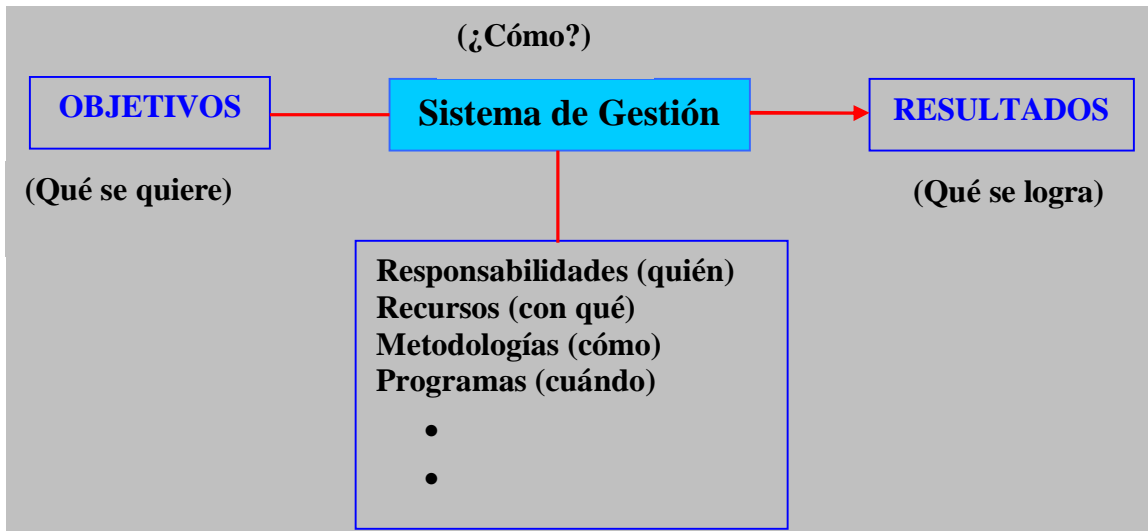 (¿Cómo?)
OBJETIVOS
Sistema de Gestión
RESULTADOS
(Qué se quiere)
(Qué se logra)
Responsabilidades (quién)
Recursos (con qué)
Metodologías (cómo)
Programas (cuándo)
•
•